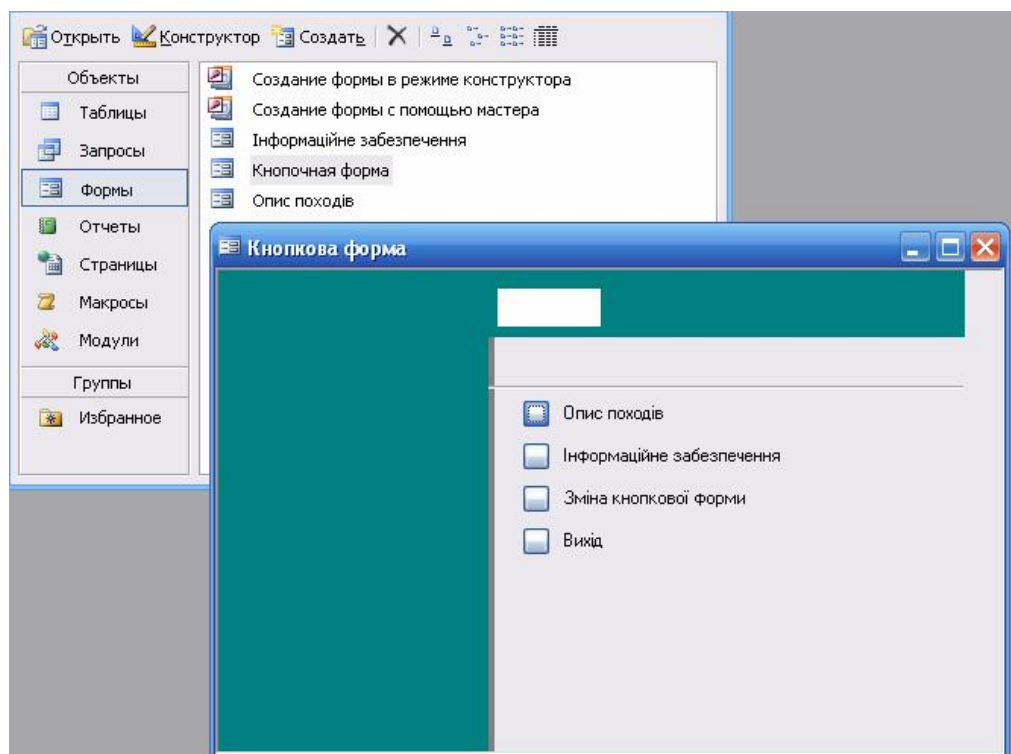 Открыть Конструктор Создать
Объекты
Таблицы
Запросы
Формы
Отчеты
Страницы
Макросы
Модули
Группы
Избранное
Создание формы в режиме конструктора
Создание формы с помощью мастера
Інформаційне забезпечення
Кнопочная форма
Опис походів
Кнопкова форма
Опис походів
Інформаційне забезпечення
Зміна кнопкової форми
Вихід